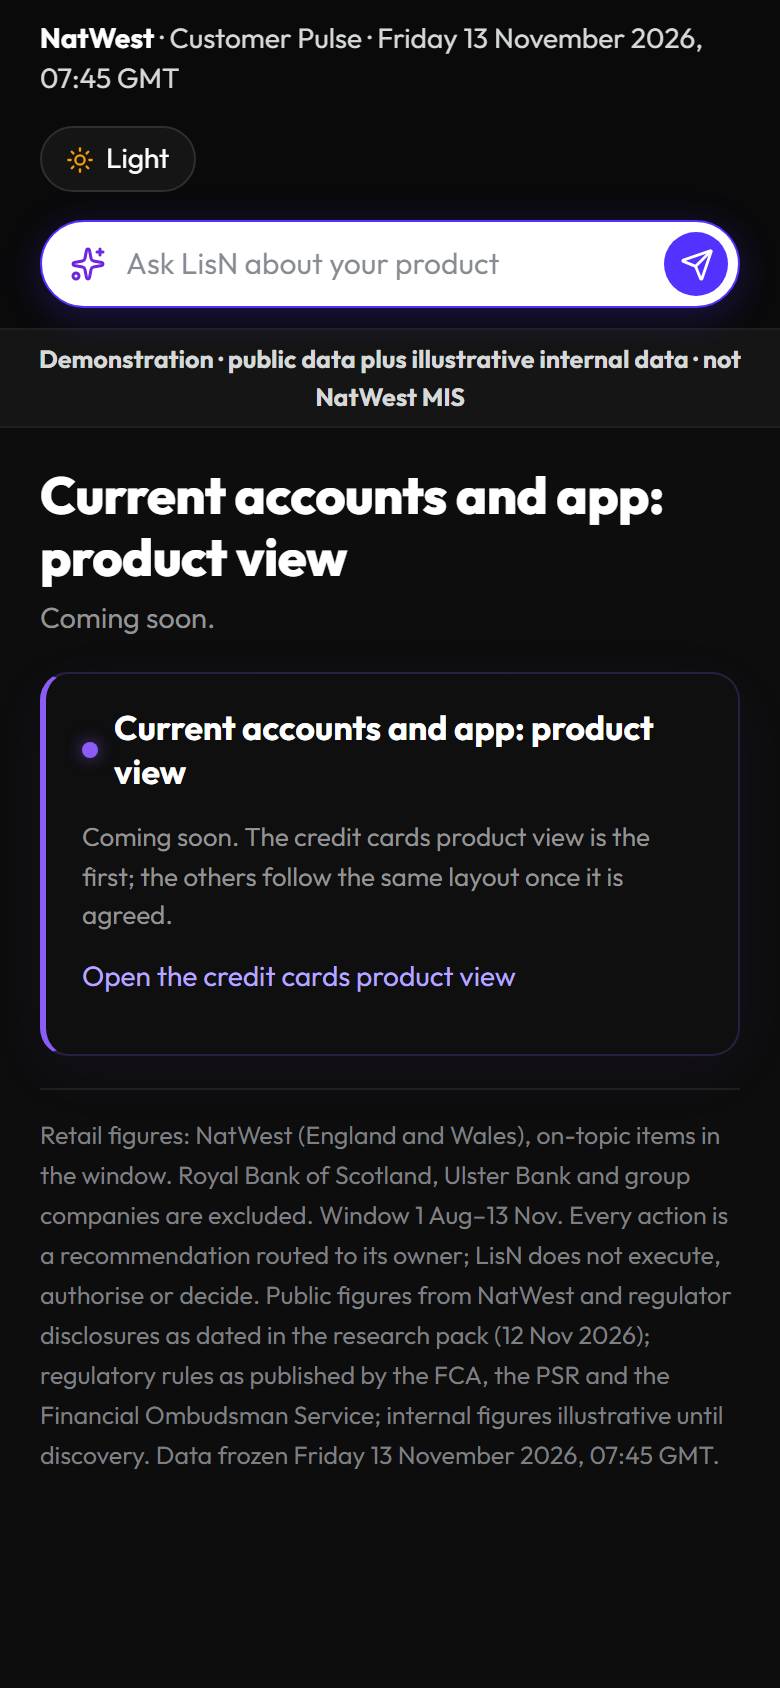 NatWest · Customer Pulse · Friday 13 November 2026,
07:45 GMT
Light
Ask LisN about your product
Demonstration · public data plus illustrative internal data · not
NatWest MIS
Current accounts and app:
product view
Coming soon.
Current accounts and app: product
view
Coming soon. The credit cards product view is the
first; the others follow the same layout once it is
agreed.
Open the credit cards product view
Retail figures: NatWest (England and Wales), on-topic items in
the window. Royal Bank of Scotland, Ulster Bank and group
companies are excluded. Window 1 Aug–13 Nov. Every action is
a recommendation routed to its owner; LisN does not execute,
authorise or decide. Public figures from NatWest and regulator
disclosures as dated in the research pack (12 Nov 2026);
regulatory rules as published by the FCA, the PSR and the
Financial Ombudsman Service; internal figures illustrative until
discovery. Data frozen Friday 13 November 2026, 07:45 GMT.